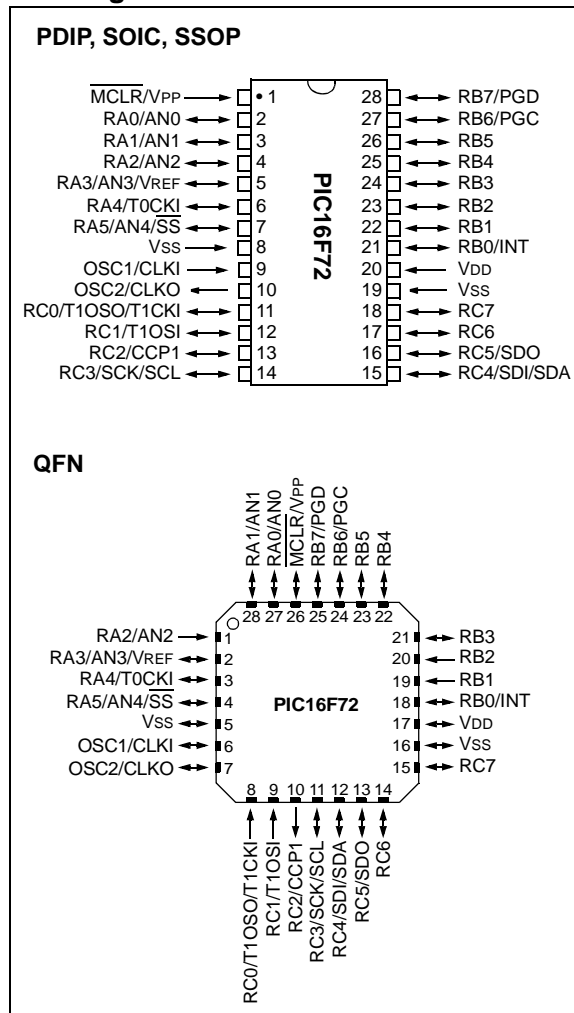 PDIP, SOIC, SSOP
MCLR/VPP
RA0/AN0
RA1/AN1
RA2/AN2
RA3/AN3/VREF
RA4/T0CKI
RA5/AN4/SS
VSS
OSC1/CLKI
OSC2/CLKO
RC0/T1OSO/T1CKI
RC1/T1OSI
RC2/CCP1
RC3/SCK/SCL
• 1
2
3
4
5
6
7
8
9
10
11
12
13
14
PIC16F72
28
27
26
25
24
23
22
21
20
19
18
17
16
15
RB7/PGD
RB6/PGC
RB5
RB4
RB3
RB2
RB1
RB0/INT
VDD
VSS
RC7
RC6
RC5/SDO
RC4/SDI/SDA
QFN
RA1/AN1
RA0/AN0
MCLR/VPP
RB7/PGD
RB6/PGC
RB5
RB4
28 27 26 25 24 23 22
RA2/AN2
RA3/AN3/VREF
RA4/T0CKI
RA5/AN4/SS
VSS
OSC1/CLKI
OSC2/CLKO
1
2
3
4
5
6
7
PIC16F72
21
20
19
18
17
16
15
RB3
RB2
RB1
RB0/INT
VDD
VSS
RC7
8 9 10 11 12 13 14
RC0/T1OSO/T1CKI
RC1/T1OSI
RC2/CCP1
RC3/SCK/SCL
RC4/SDI/SDA
RC5/SDO
RC6